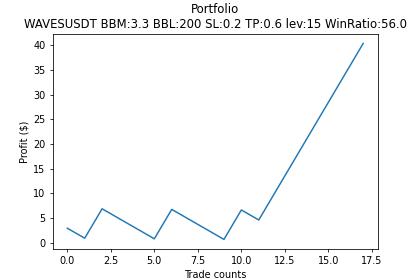 Portfolio
WAVESUSDT BBM:3.3 BBL:200 SL:0.2 TP:0.6 lev:15 WinRatio:56.0
40
35
30
25
20
15
10
5
0
Profit ($)
0.0 2.5 5.0 7.5 10.0 12.5 15.0 17.5
Trade counts